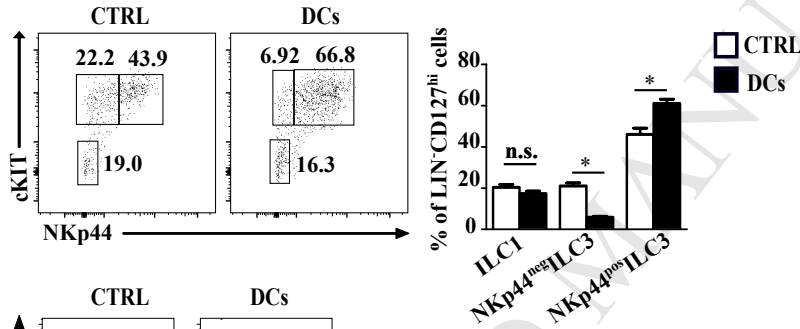 CTRL
DCs
22.2 43.9
19.0
6.92 66.8
16.3
cKIT
NKp44
% of LIN-CD127hi cells
80
60
40
20
0
n.s.
*
*
ILC1
NKp44negILC3
NKp44posILC3
CTRL
DCs
CTRL
DCs
MANU